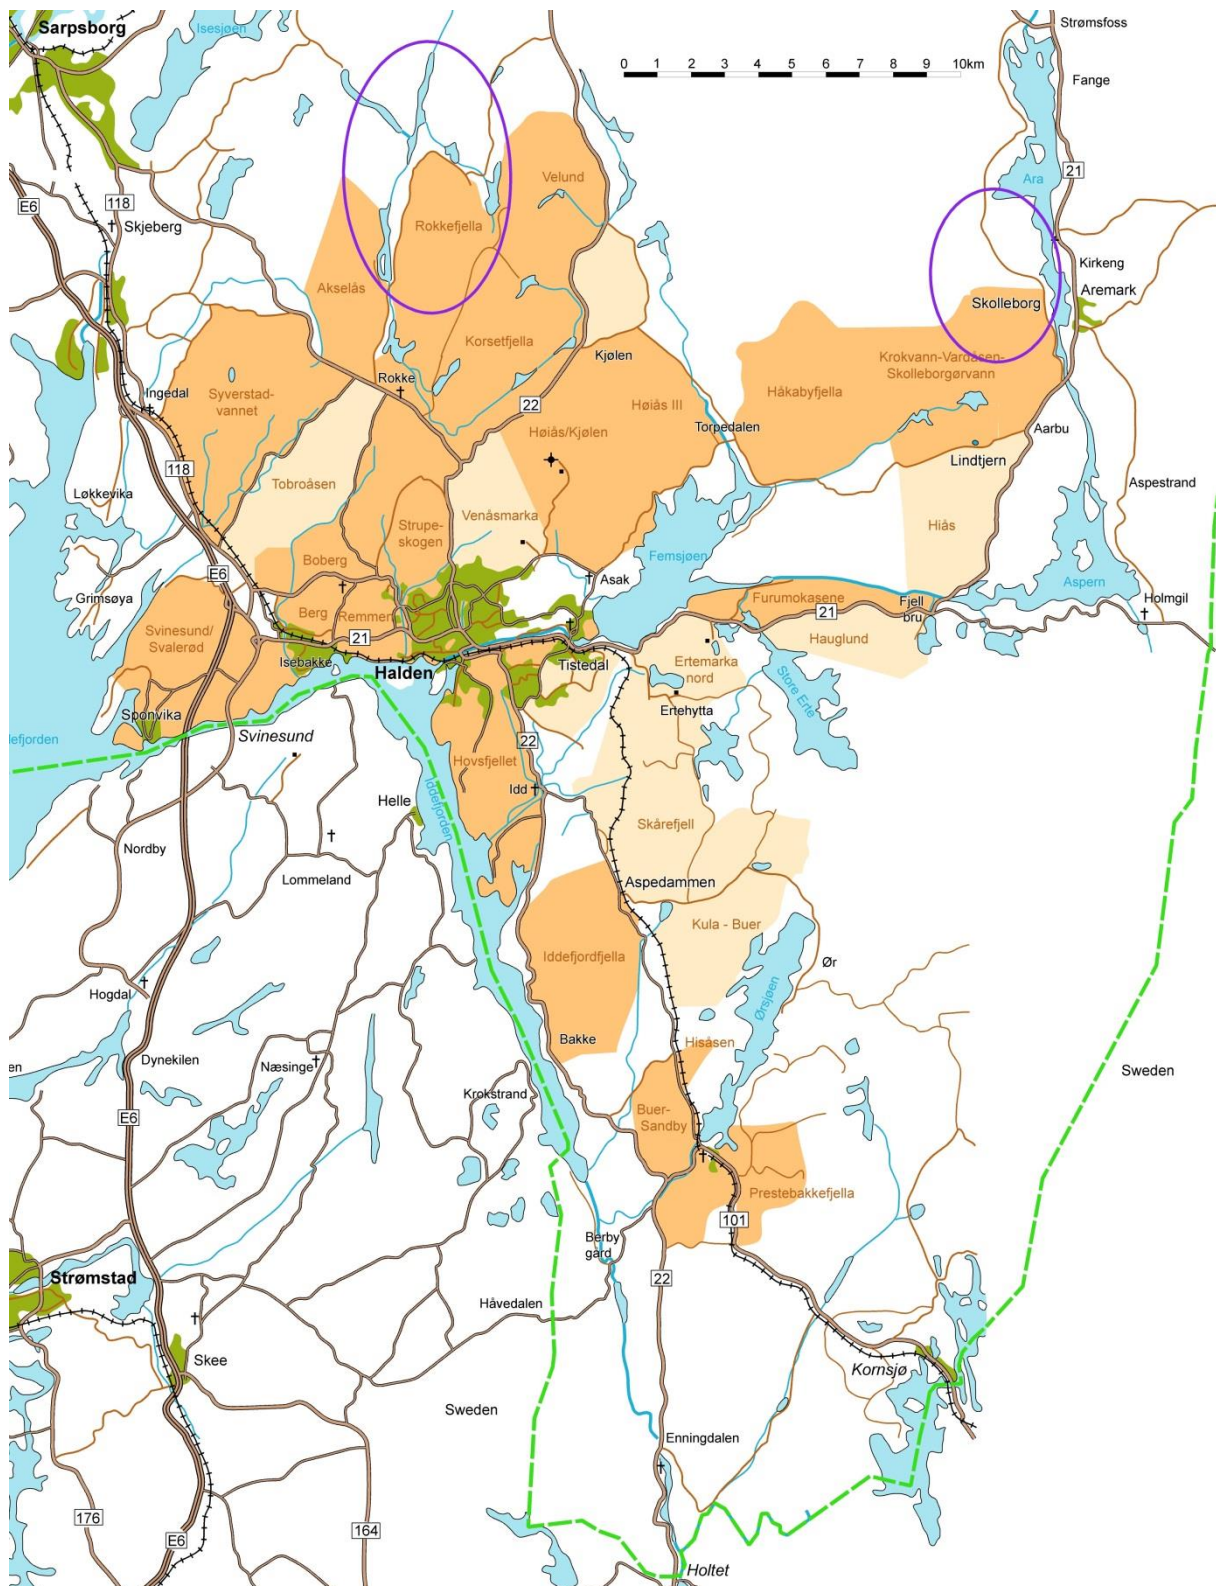 Sarpsborg
Isesjøen
Strømsfoss
0 1 2 3 4 5 6 7 8 9 10km
Fange
21
Velund
Ara
E6
118
Skjeberg
Rokkefjella
Kirkeng
Akselås
Aremark
Skolleborg
Korsetfjella
Kjølen
Krokvann-Vardåsen-
Skolleborgørvann
Rokke
Håkabyfjella
Ingedal
Syverstad-
vannet
22
Høiås III
Høiås/Kjølen
Torpedalen
Aarbu
Lindtjern
118
Tobroåsen
Løkkevika
Aspestrand
Venåsmarka
Strupe-
skogen
Hiås
Boberg
Femsjøen
E6
Asak
Aspern
Grimsøya
Furumokasene
Fjell
bru
Holmgil
Berg
Remmen
21
21
Svinesund/
Svalerød
Hauglund
Isebakke
Halden
Tistedal
Ertemarka
nord
Store Erte
Sponvika
Ertehytta
Svinesund
defjorden
22
Hovsfjellet
Iddefjorden
Idd
Helle
Skårefjell
Nordby
Lommeland
Aspedammen
Kula - Buer
Iddefjordfjella
Ør
Ørsjøen
Hogdal
Bakke
Hisåsen
Dynekilen
en
Næsinge
Sweden
Krokstrand
E6
Buer-
Sandby
Prestebakkefjella
101
Berby
gård
Strømstad
22
Håvedalen
Skee
Kornsjø
Sweden
Enningdalen
176
164
E6
Holtet